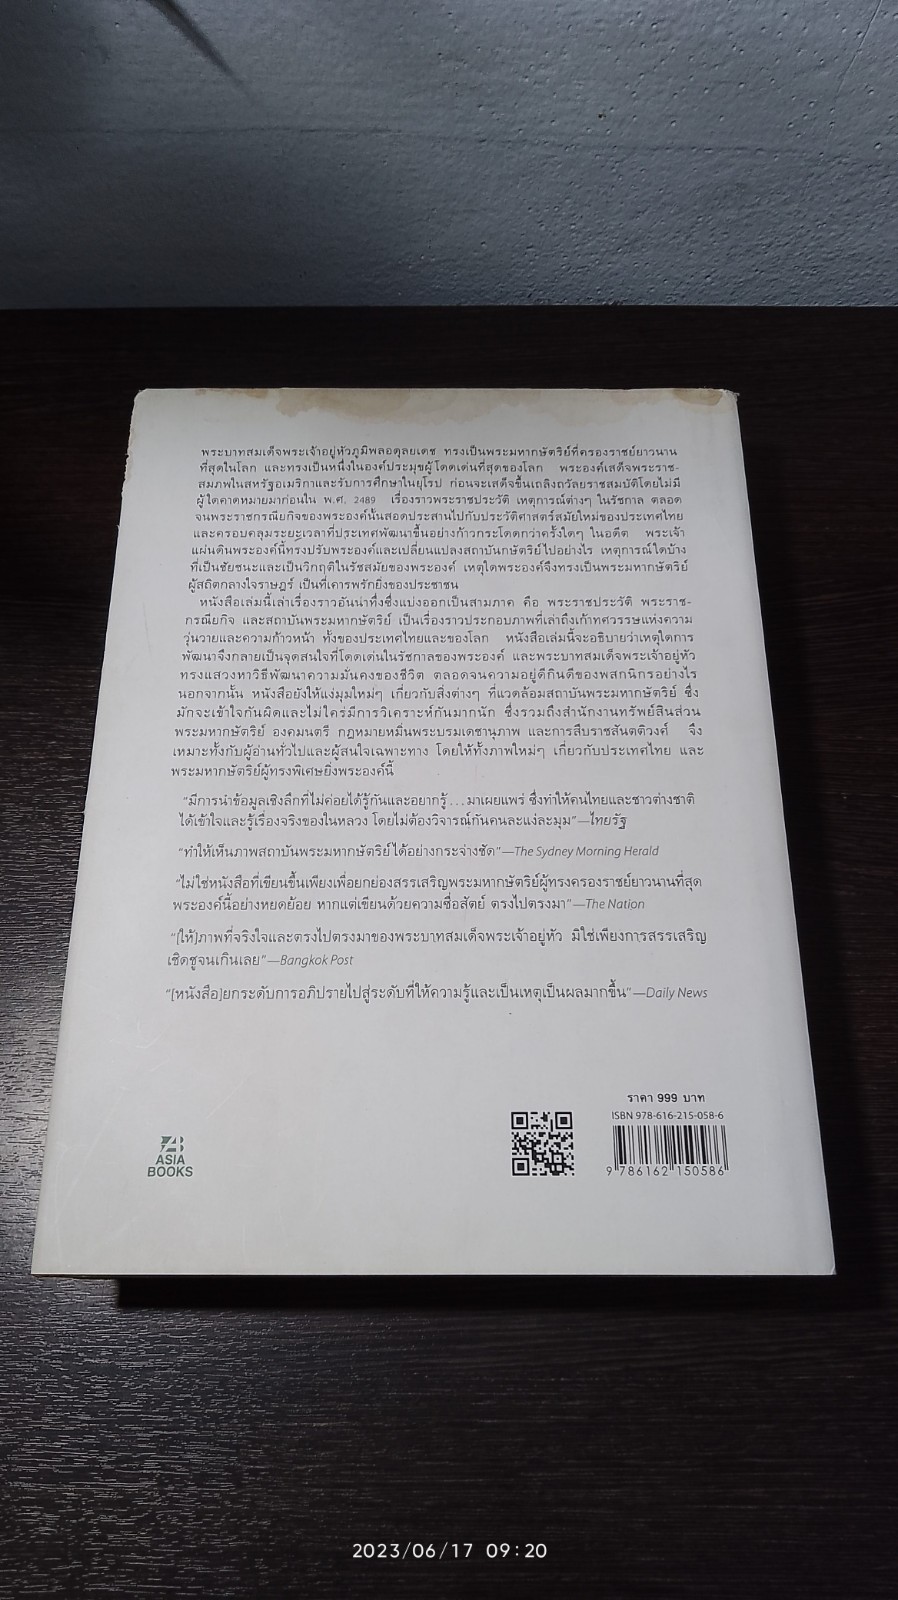 พระบาทสมเด็จพระเจ้าอยู่หัวภูมิพลอดุลยเดช ทรงเป็นพระมหากษัตริย์ที่ครองราชย์ยาวนาน
ที่สุดในโลก และทรงเป็นหนึ่งในองค์ประมุขผู้โดดเด่นที่สุดของโลก พระองค์เสด็จพระราช-
สมภพในสหรัฐอเมริกาและรับการศึกษาในยุโรป ก่อนจะเสด็จขึ้นเถลิงถวัลยราชสมบัติโดยไม่มี
ผู้ใดคาดหมายมาก่อนใน พ.ศ. 2489 เรื่องราวพระราชประวัติ เหตุการณ์ต่างๆ ในรัชกาล ตลอด
จนพระราชกรณียกิจของพระองค์นั้นสอดประสานไปกับประวัติศาสตร์สมัยใหม่ของประเทศไทย
และครอบคลุมระยะเวลาที่ประเทศพัฒนาขึ้นอย่างก้าวกระโดดกว่าครั้งใดๆ ในอดีต พระเจ้า
แผ่นดินพระองค์นี้ทรงปรับพระองค์และเปลี่ยนแปลงสถาบันกษัตริย์ไปอย่างไร เหตุการณ์ใดบ้าง
ที่เป็นชัยชนะและเป็นวิกฤติในรัชสมัยของพระองค์ เหตุใดพระองค์จึงทรงเป็นพระมหากษัตริย์
ผู้สถิตกลางใจราษฎร์ เป็นที่เคารพรักยิ่งของประชาชน
หนังสือเล่มนี้เล่าเรื่องราวอันน่าทึ่งซึ่งแบ่งออกเป็นสามภาค คือ พระราชประวัติ พระราช-
กรณียกิจ และสถาบันพระมหากษัตริย์ เป็นเรื่องราวประกอบภาพที่เล่าถึงเก้าทศวรรษแห่งความ
วุ่นวายและความก้าวหน้า ทั้งของประเทศไทยและของโลก หนังสือเล่มนี้จะอธิบายว่าเหตุใดการ
พัฒนาจึงกลายเป็นจุดสนใจที่โดดเด่นในรัชกาลของพระองค์ และพระบาทสมเด็จพระเจ้าอยู่หัว
ทรงแสวงหาวิธีพัฒนาความมั่นคงของชีวิต ตลอดจนความอยู่ดีกินดีของพสกนิกรอย่างไร
นอกจากนั้น หนังสือยังให้แง่มุมใหม่ๆ เกี่ยวกับสิ่งต่างๆ ที่แวดล้อมสถาบันพระมหากษัตริย์ ซึ่ง
มักจะเข้าใจกันผิดและไม่ใคร่มีการวิเคราะห์กันมากนัก ซึ่งรวมถึงสำนักงานทรัพย์สินส่วน
พระมหากษัตริย์ องคมนตรี กฎหมายหมิ่นพระบรมเดชานุภาพ และการสืบราชสันตติวงศ์ จึง
เหมาะทั้งกับผู้อ่านทั่วไปและผู้สนใจเฉพาะทาง โดยให้ทั้งภาพใหม่ๆ เกี่ยวกับประเทศไทย และ
พระมหากษัตริย์ผู้ทรงพิเศษยิ่งพระองค์นี้
“มีการนำข้อมูลเชิงลึกที่ไม่ค่อยได้รู้กันและอยากรู้ ...มาเผยแพร่ ซึ่งทำให้คนไทยและชาวต่างชาติ
ได้เข้าใจและรู้เรื่องจริงของในหลวง โดยไม่ต้องวิจารณ์กันคนละแง่ละมุม”—ไทยรัฐ
“ทำให้เห็นภาพสถาบันพระมหากษัตริย์ได้อย่างกระจ่างชัด”—The Sydney Morning Herald
“ไม่ใช่หนังสือที่เขียนขึ้นเพียงเพื่อยกย่องสรรเสริญพระมหากษัตริย์ผู้ทรงครองราชย์ยาวนานที่สุด
พระองค์นี้อย่างหยดย้อย หากแต่เขียนด้วยความซื่อสัตย์ ตรงไปตรงมา”—The Nation
“[ให้]ภาพที่จริงใจและตรงไปตรงมาของพระบาทสมเด็จพระเจ้าอยู่หัว มิใช่เพียงการสรรเสริญ
เชิดชูจนเกินเลย”—Bangkok Post
“[หนังสือ]ยกระดับการอภิปรายไปสู่ระดับที่ให้ความรู้และเป็นเหตุเป็นผลมากขึ้น”—Daily News
ราคา 999 บาท
ISBN 978-616-215-058-6
9 786162 150586
ASIA
BOOKS
2023/06/17 09:20